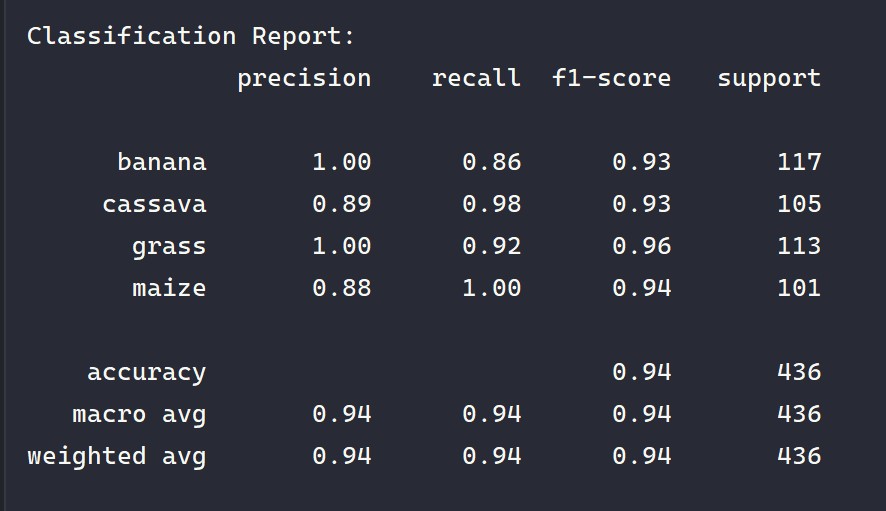 Classification Report:
precision recall f1-score support
banana 1.00 0.86 0.93 117
cassava 0.89 0.98 0.93 105
grass 1.00 0.92 0.96 113
maize 0.88 1.00 0.94 101
accuracy 0.94 436
macro avg 0.94 0.94 0.94 436
weighted avg 0.94 0.94 0.94 436